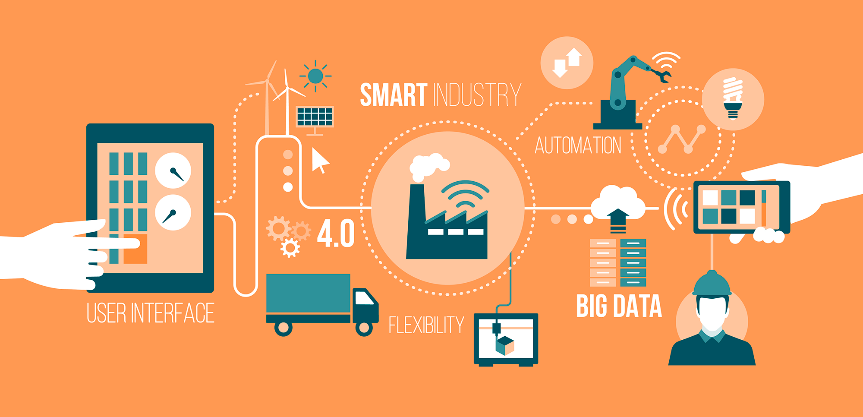 SMART INDUSTRY
AUTOMATION
4.0
USER INTERFACE
FLEXIBILITY
BIG DATA